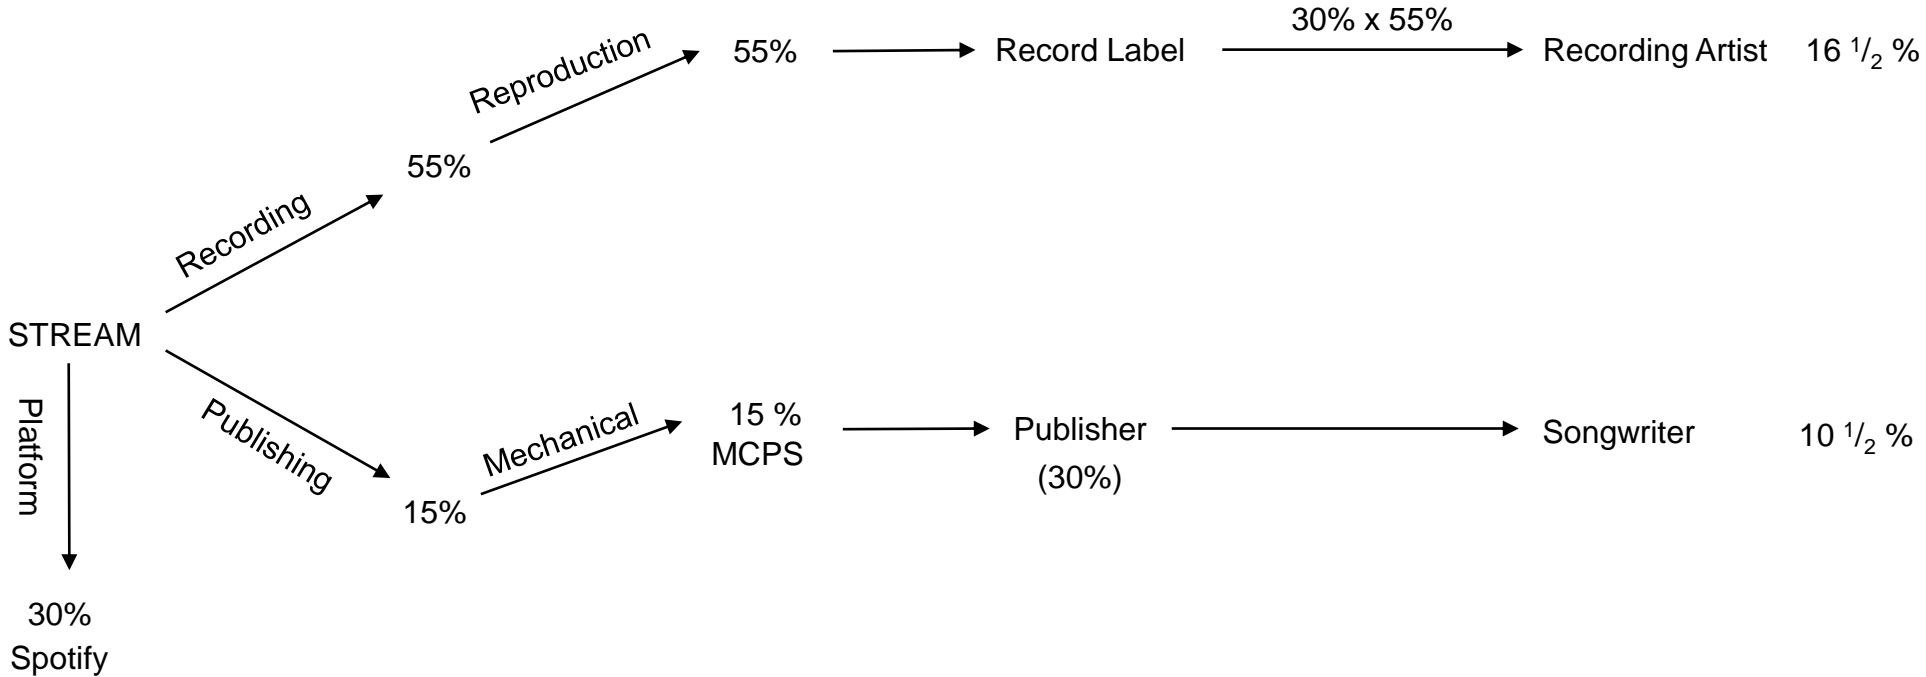 30% x 55%
Reproduction
55%
Record Label
Recording Artist
16 1/2 %
55%
Recording
STREAM
Platform
Publishing
Mechanical
15 %
MCPS
Publisher
(30%)
Songwriter
10 1/2 %
15%
30%
Spotify